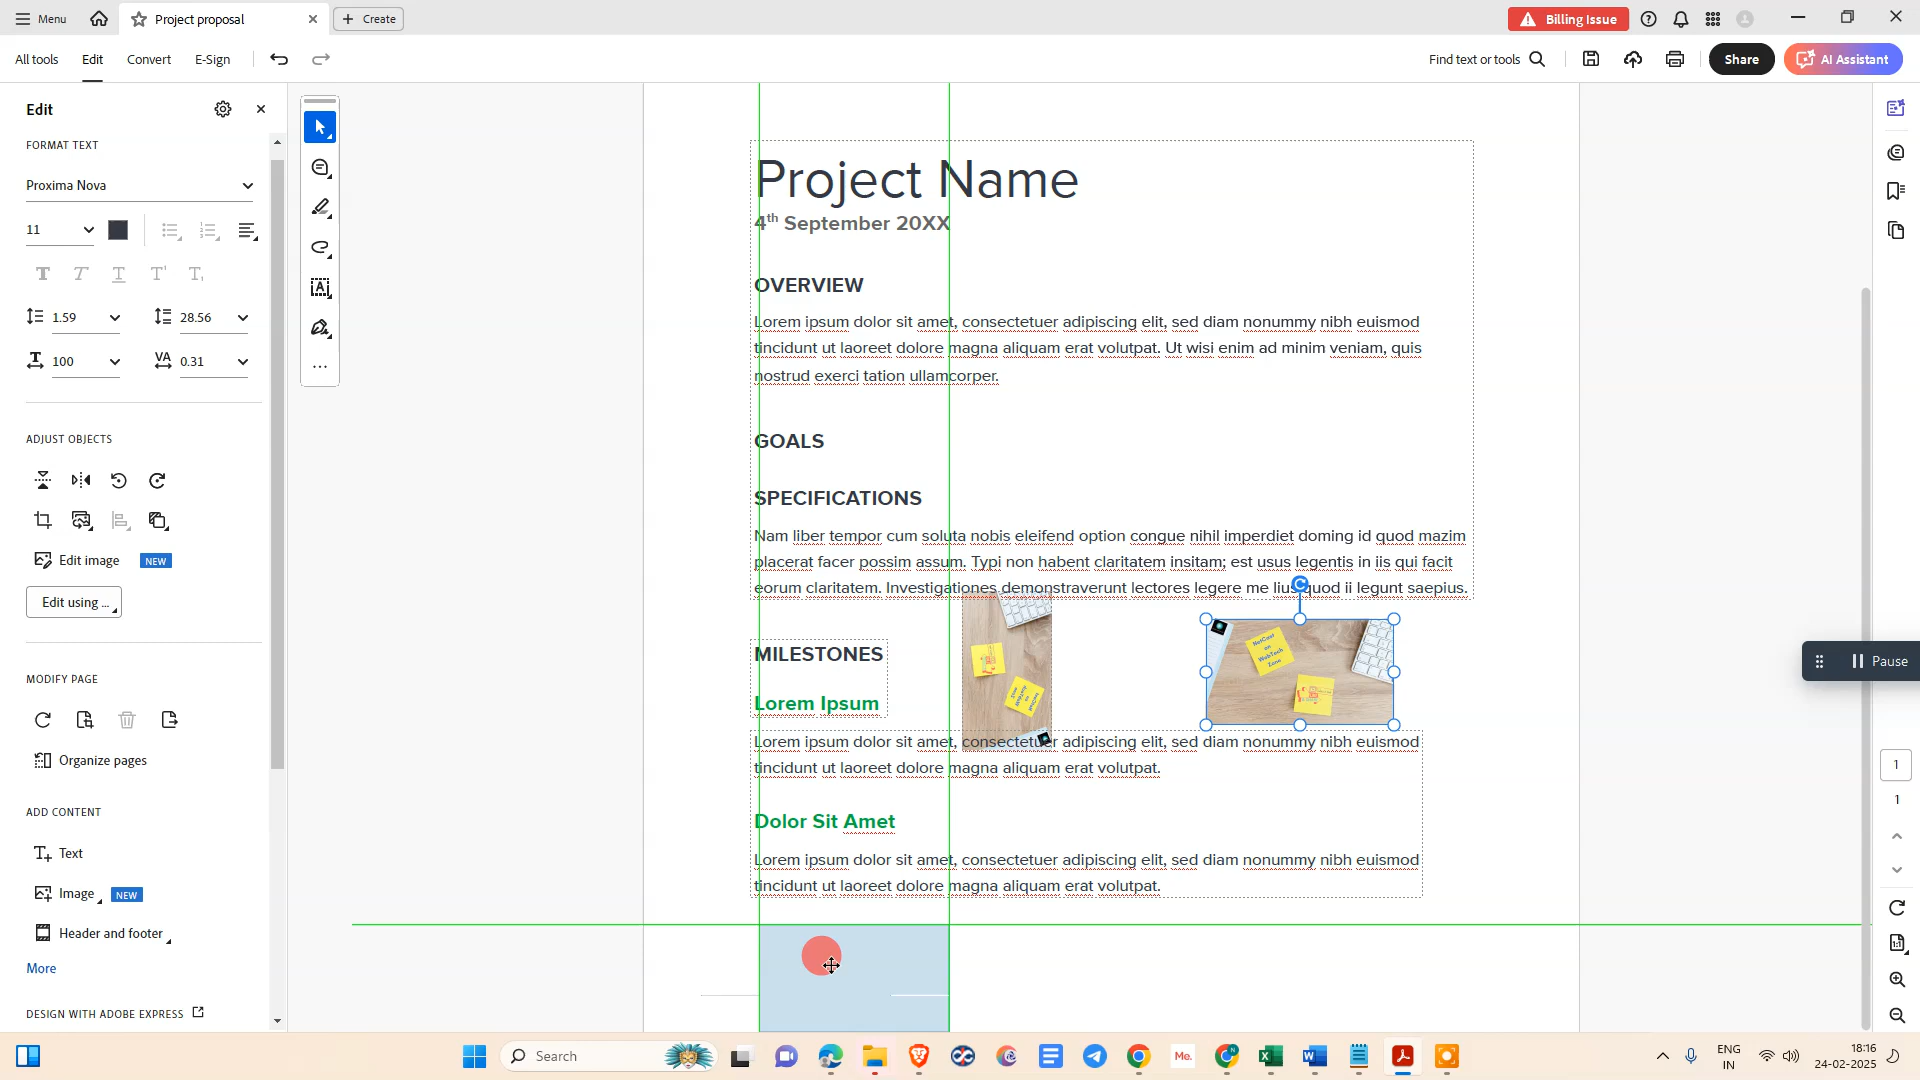 Menu
Project proposal
Create
Billing Issue
All tools
Edit
Convert
E-Sign
Find text or tools
Share
AI Assistant
Edit
FORMAT TEXT
Proxima Nova
11
1.59
28.56
100
0.31
ADJUST OBJECTS
Edit image NEW
Edit using ...
MODIFY PAGE
Organize pages
ADD CONTENT
Text
Image NEW
Header and footer
More
DESIGN WITH ADOBE EXPRESS
Project Name
4th September 20XX
OVERVIEW
Lorem ipsum dolor sit amet, consectetuer adipiscing elit, sed diam nonummy nibh euismod
tincidunt ut laoreet dolore magna aliquam erat volutpat. Ut wisi enim ad minim veniam, quis
nostrud exerci tation ullamcorper.
GOALS
SPECIFICATIONS
Nam liber tempor cum soluta nobis eleifend option congue nihil imperdiet doming id quod mazim
placerat facer possim assum. Typi non habent claritatem insitam; est usus legentis in iis qui facit
eorum claritatem. Investigationes demonstraverunt lectores legere me lius quod ii legunt saepius.
MILESTONES
Lorem Ipsum
NetCost
on
WebTech
Zone
Lorem ipsum dolor sit amet, consectetuer adipiscing elit, sed diam nonummy nibh euismod
tincidunt ut laoreet dolore magna aliquam erat volutpat.
Dolor Sit Amet
Lorem ipsum dolor sit amet, consectetuer adipiscing elit, sed diam nonummy nibh euismod
tincidunt ut laoreet dolore magna aliquam erat volutpat.
Pause
1
1
Search
Me.
ENG
IN
18:16
24-02-2025